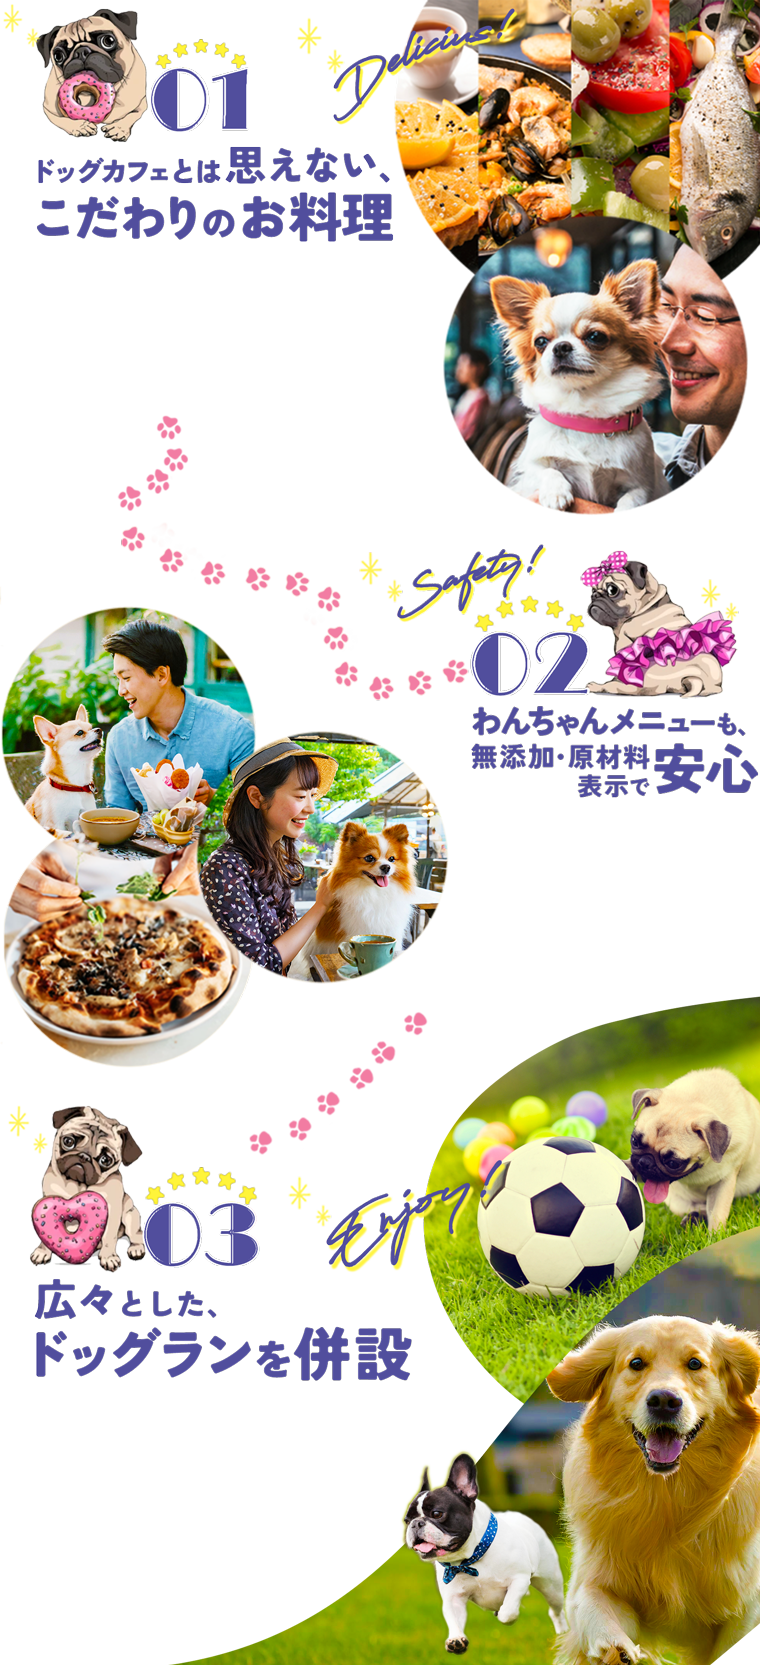 01
Delicius!
ドッグカフェとは思えない、
こだわりのお料理
Safety!
02
わんちゃんメニューも、
無添加・原材料
表示で安心
03
Enjoy!
広々とした、
ドッグランを併設